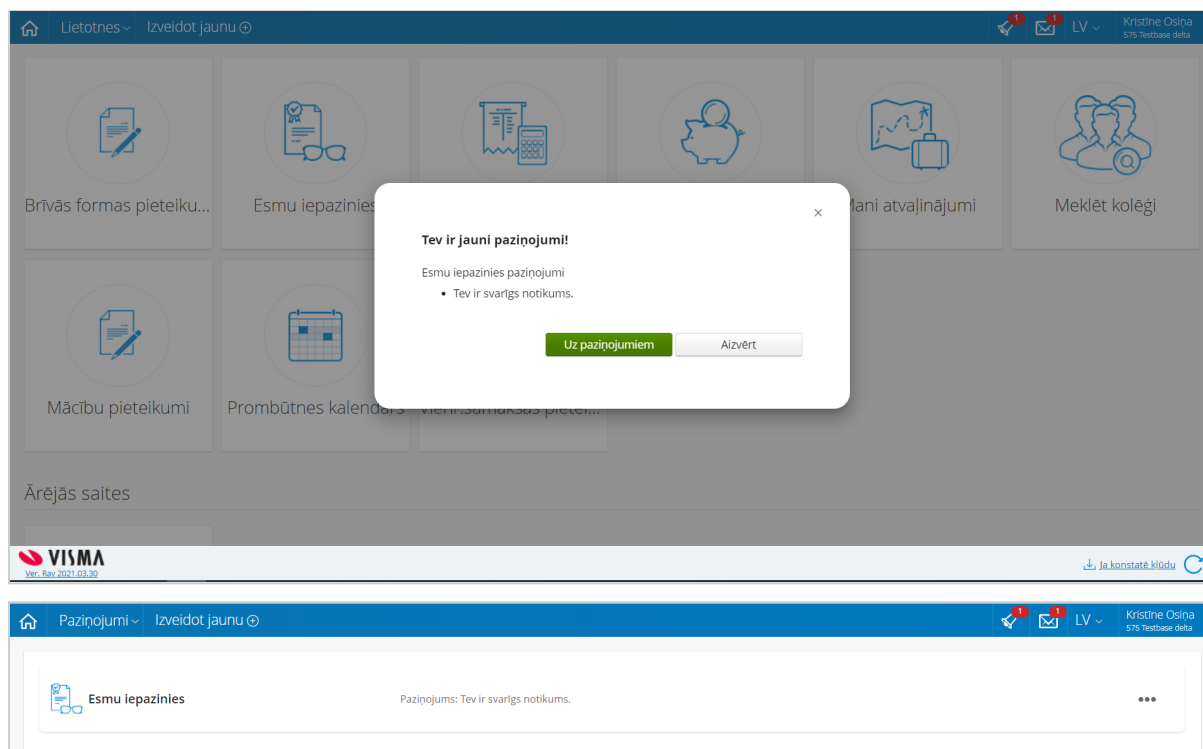 Lietotnes Izveidot jaunu
1 1 LV Kristīne Osiņa
575 Testbase delta
Brīvās formas pieteiku... Esmu iepazinies Mani atvaļinājumi Meklēt kolēģi
×
Tev ir jauni paziņojumi!
Esmu iepazinies paziņojumi
• Tev ir svarīgs notikums.
Uz paziņojumiem Aizvērt
Mācību pieteikumi Prombūtnes kalendārs Vienr.samaksas pietei...
Ārējās saites
VISMA
Ver. Ray 2021.03.30
Ja konstatē kļūdu
Paziņojumi Izveidot jaunu
1 1 LV Kristīne Osiņa
575 Testbase delta
Esmu iepazinies Paziņojums: Tev ir svarīgs notikums. •••